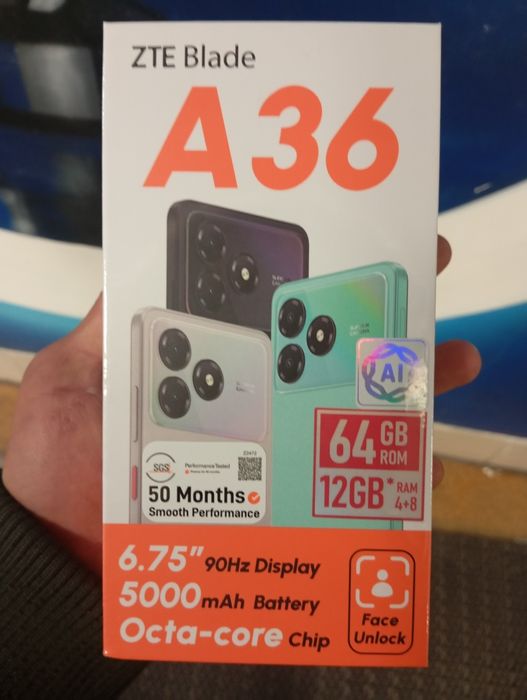 ZTE Blade
A36
AI
64 GB
ROM
12GB* RAM
4+8
SGS
Performance Tested
23472
50 Months
Smooth Performance
6.75" 90Hz Display
5000mAh Battery
Octa-core Chip
Face
Unlock